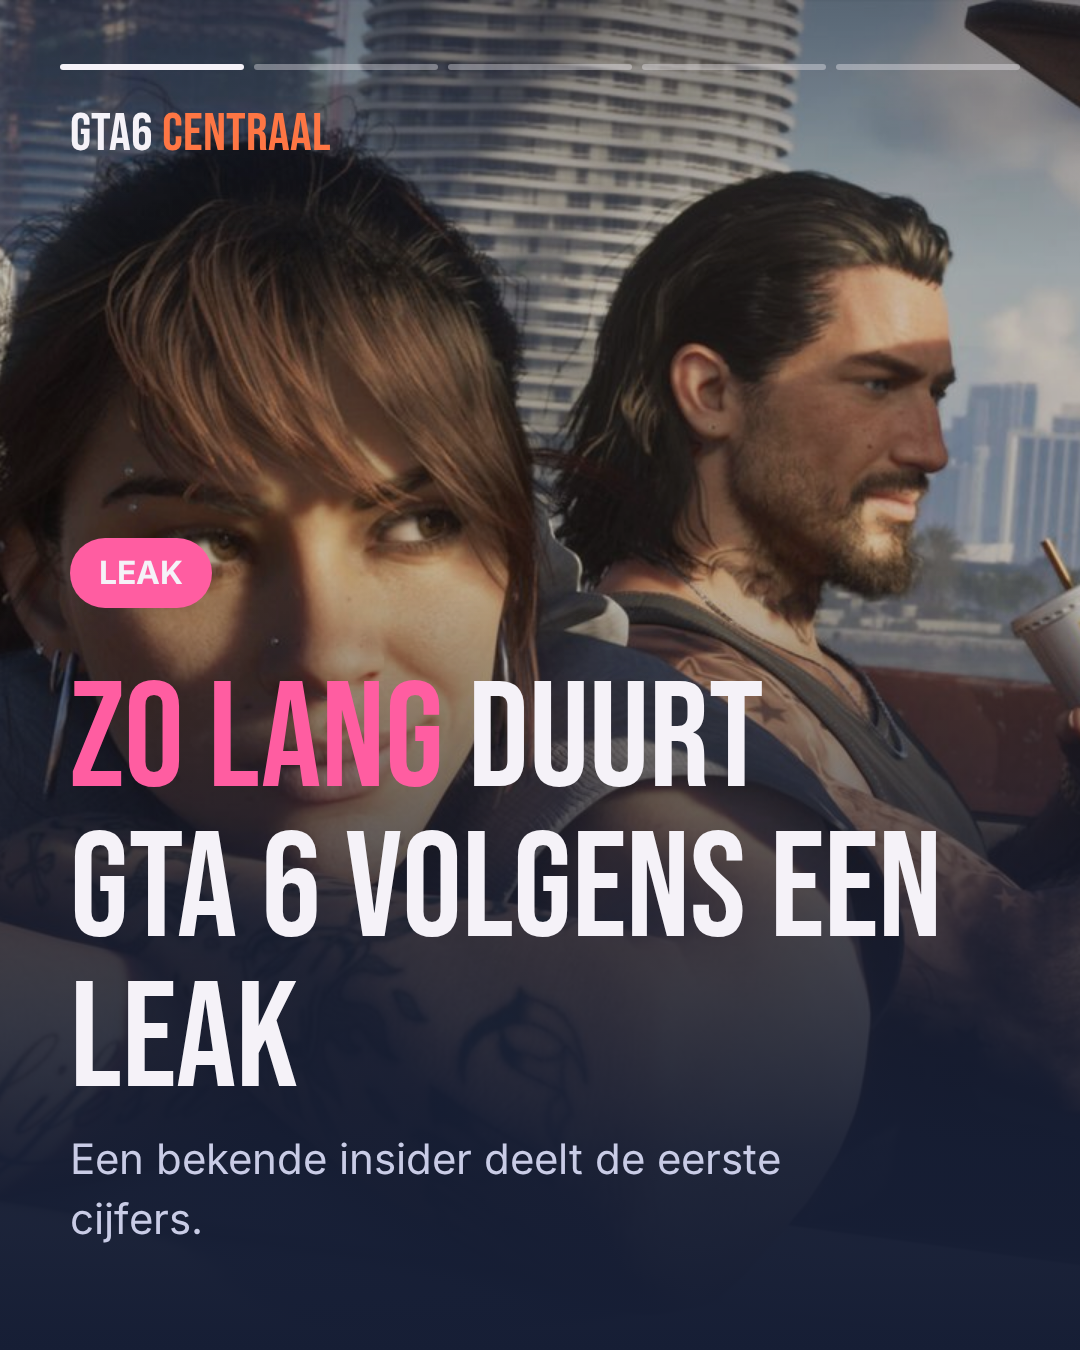 GTA6 CENTRAAL
LEAK
ZO LANG DUURT
GTA 6 VOLGENS EEN
LEAK
Een bekende insider deelt de eerste
cijfers.